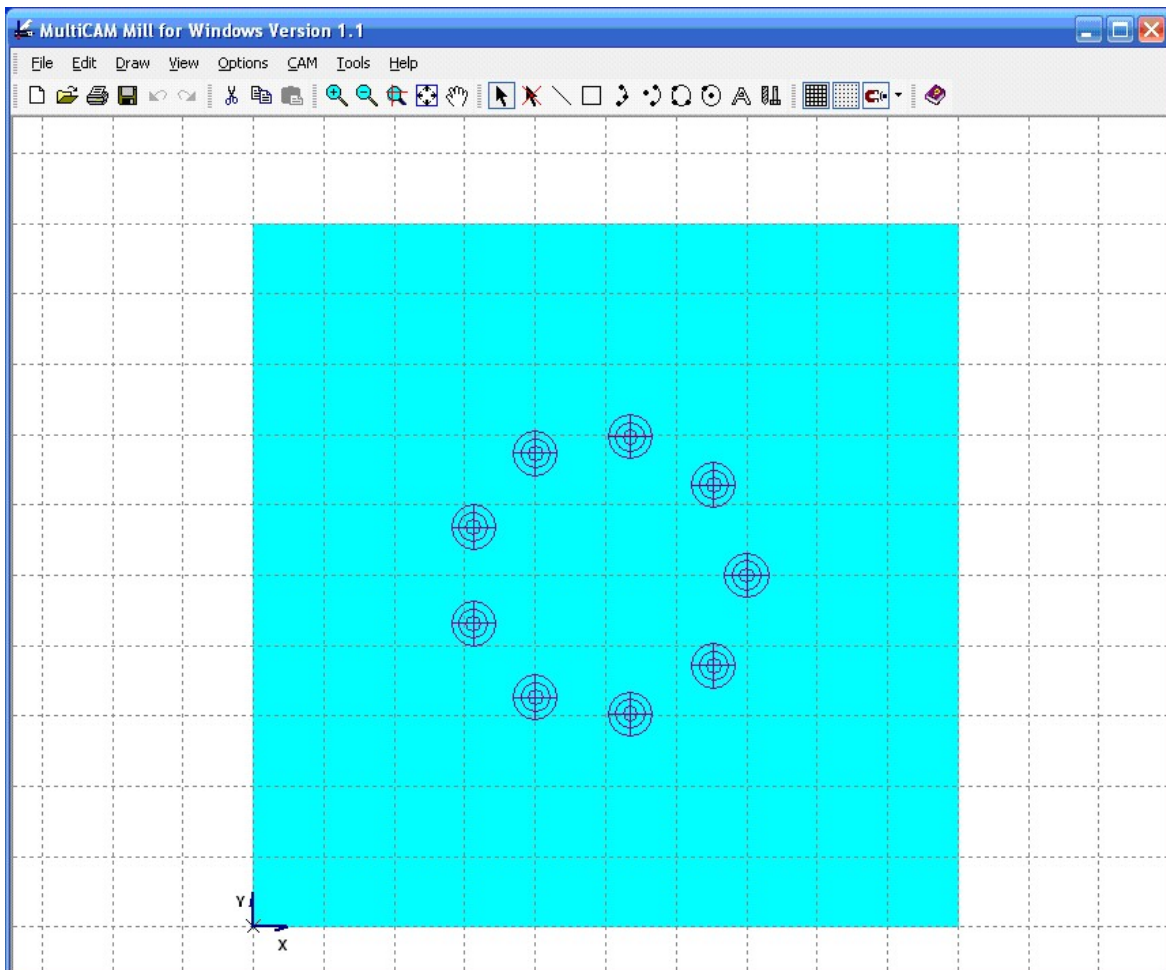 MultiCAM Mill for Windows Version 1.1
File Edit Draw View Options CAM Tools Help
Y
X